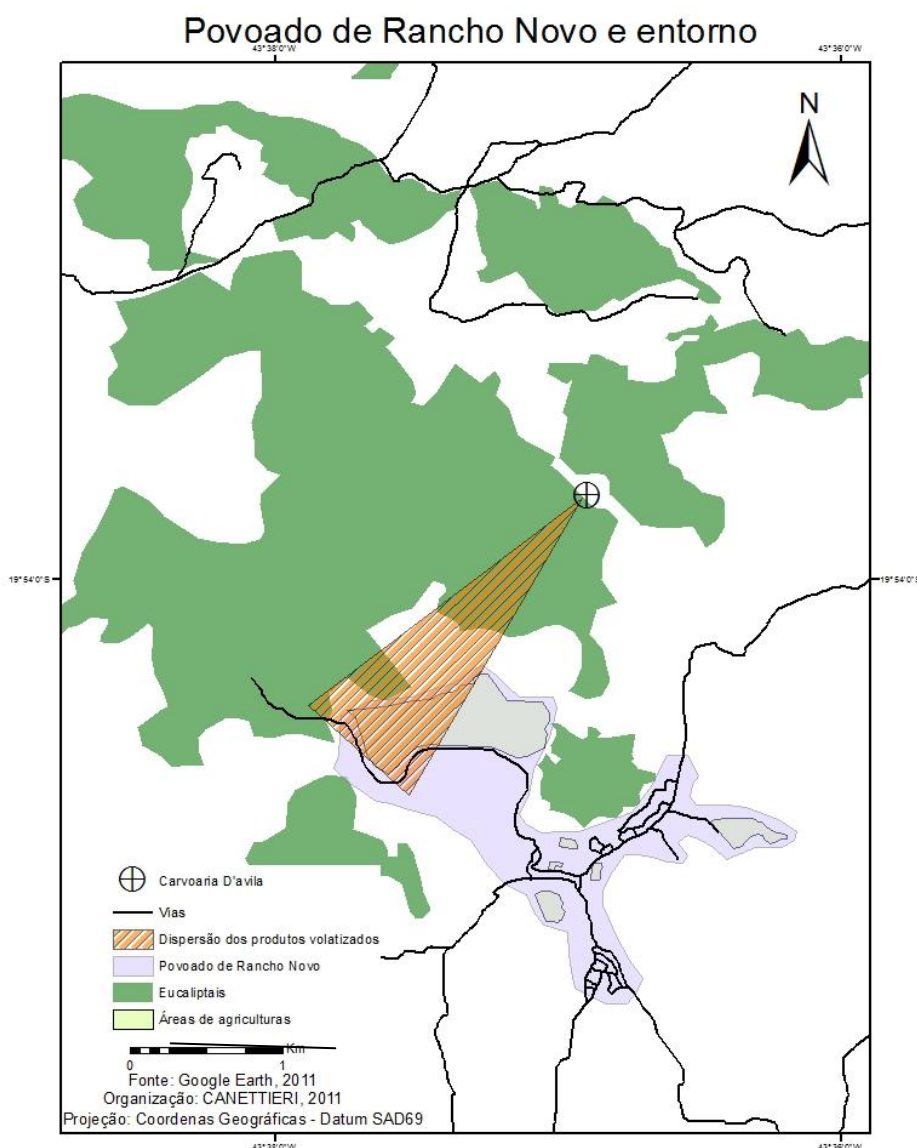 Povoado de Rancho Novo e entorno
43°38'0"W 43°36'0"W
N
19°54'0"S 19°54'0"S
Carvoaria D'avila
Vias
Dispersão dos produtos volatizados
Povoado de Rancho Novo
Eucaliptais
Áreas de agriculturas
Km
0 1
Fonte: Google Earth, 2011
Organização: CANETTIERI, 2011
Projeção: Coordenas Geográficas - Datum SAD69
43°38'0"W 43°36'0"W